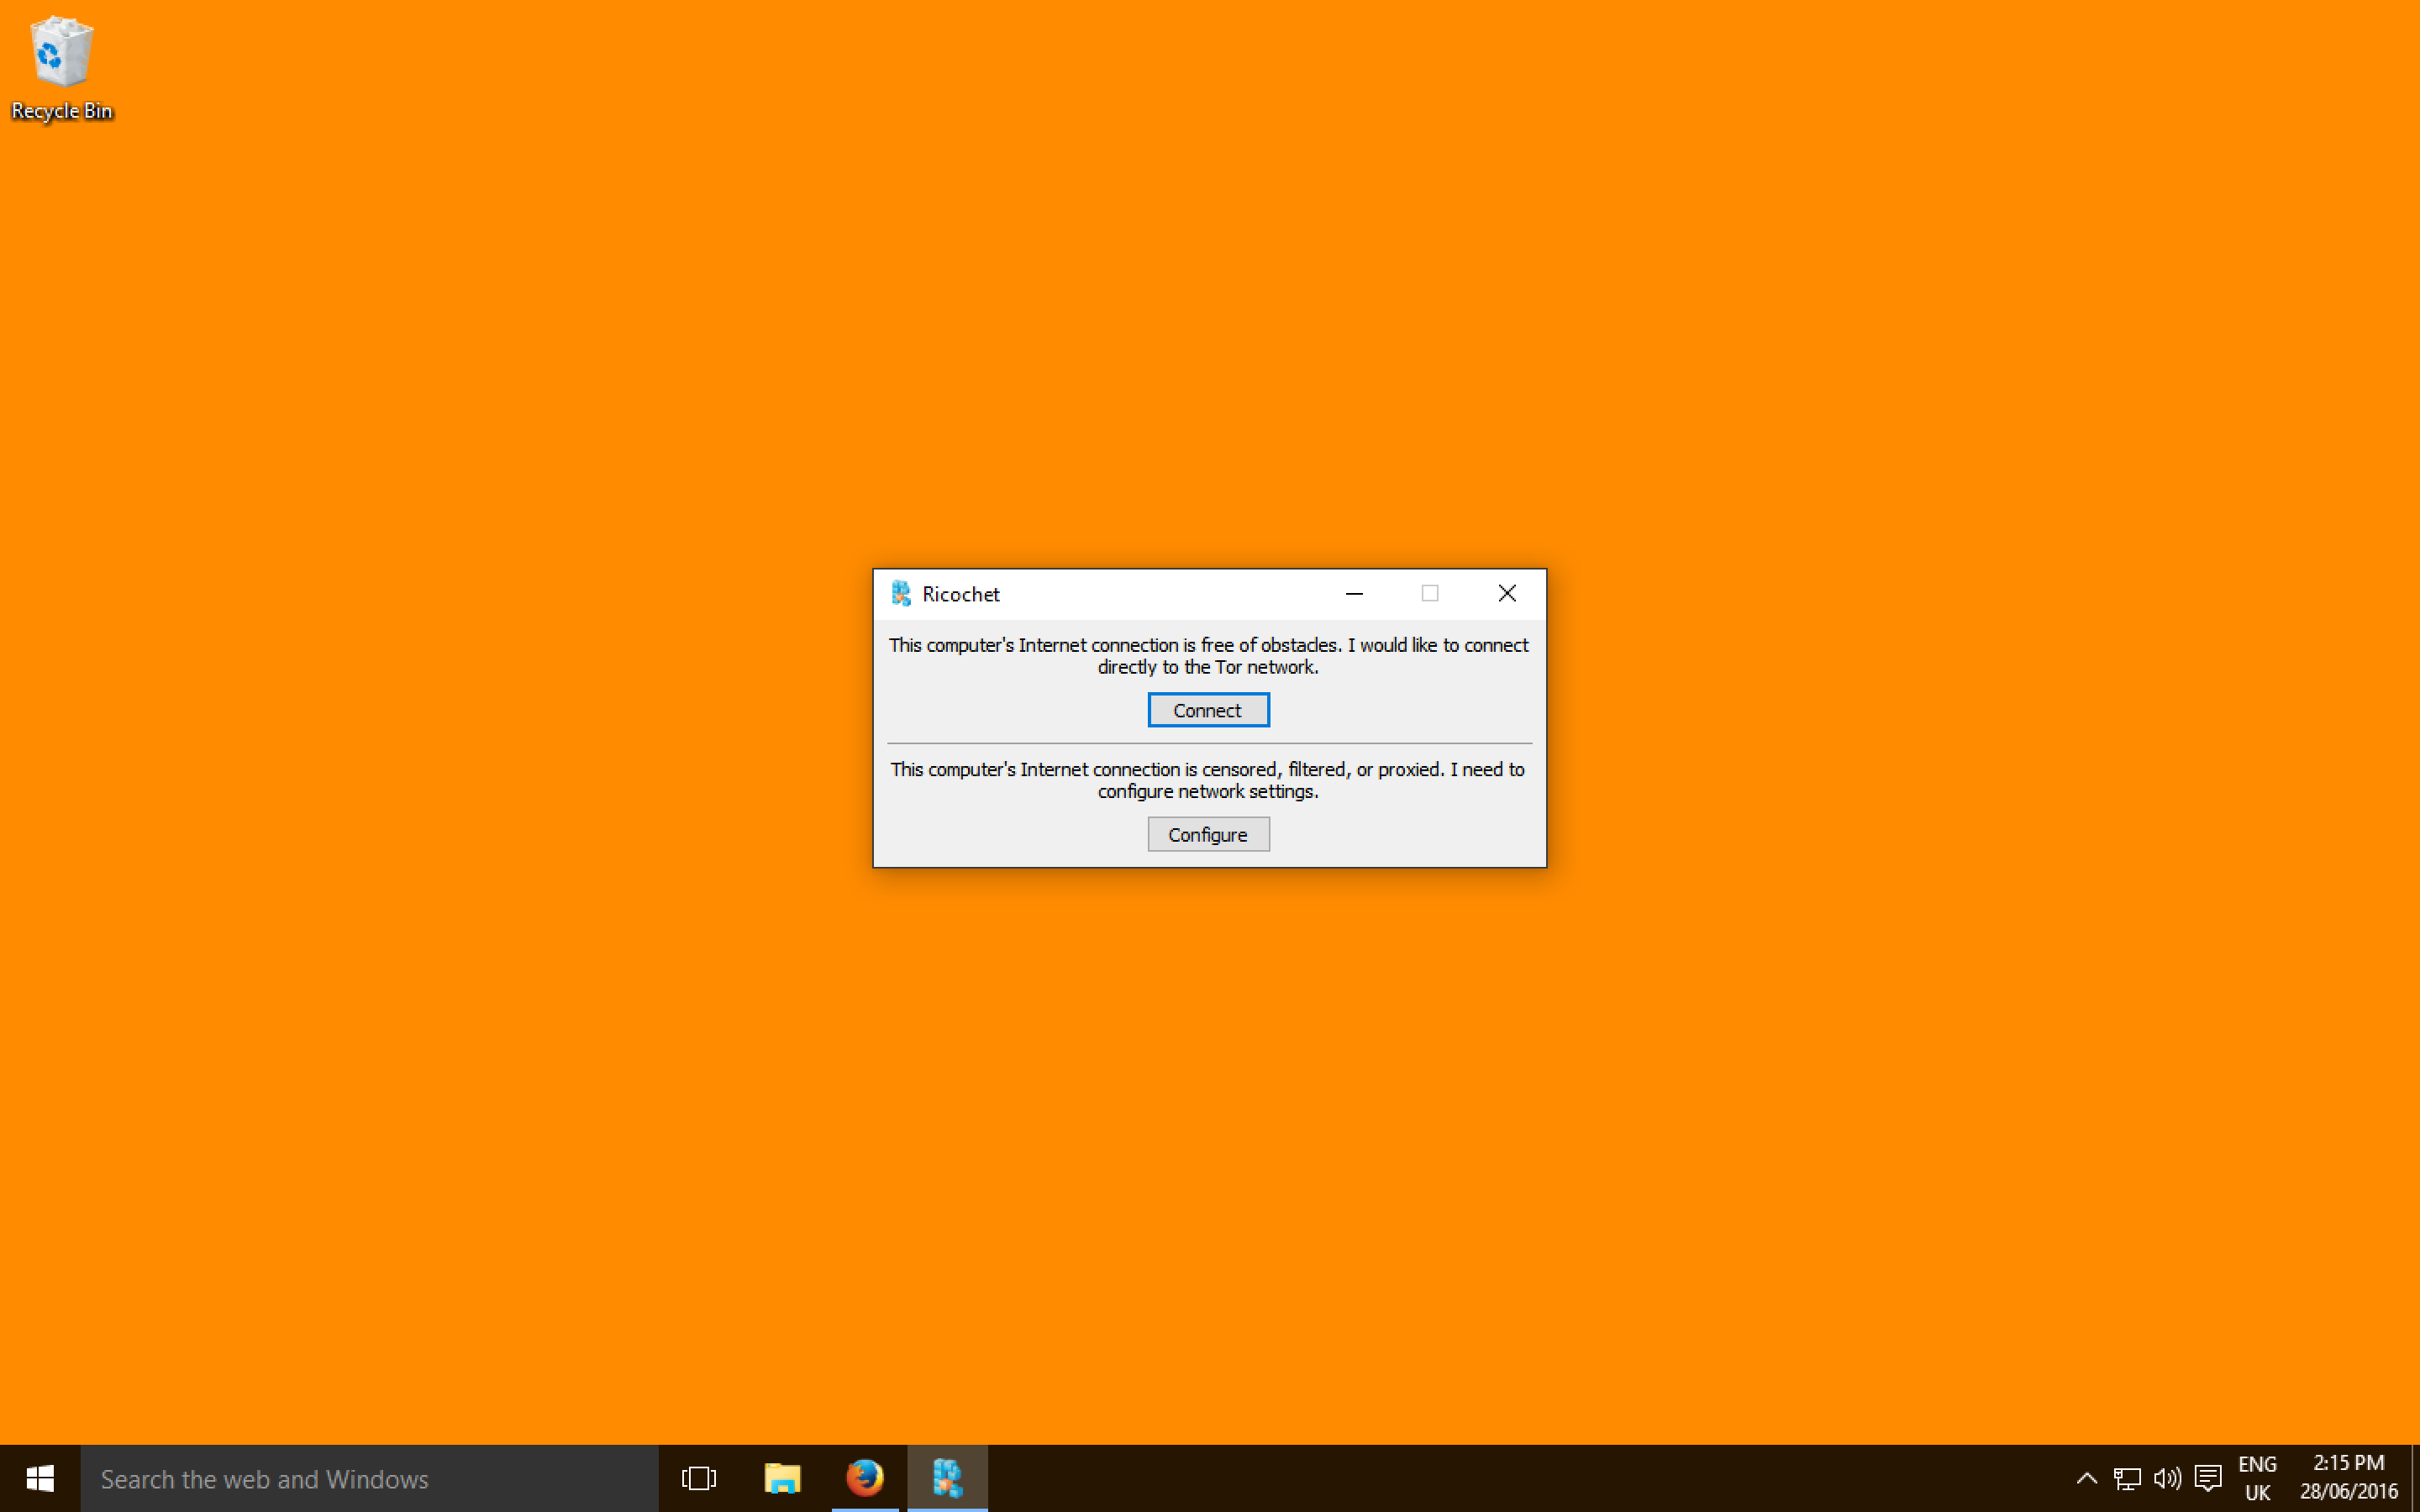 Recycle Bin
Ricochet
This computer's Internet connection is free of obstacles. I would like to connect
directly to the Tor network.
Connect
This computer's Internet connection is censored, filtered, or proxied. I need to
configure network settings.
Configure
Search the web and Windows
ENG
UK
2:15 PM
28/06/2016